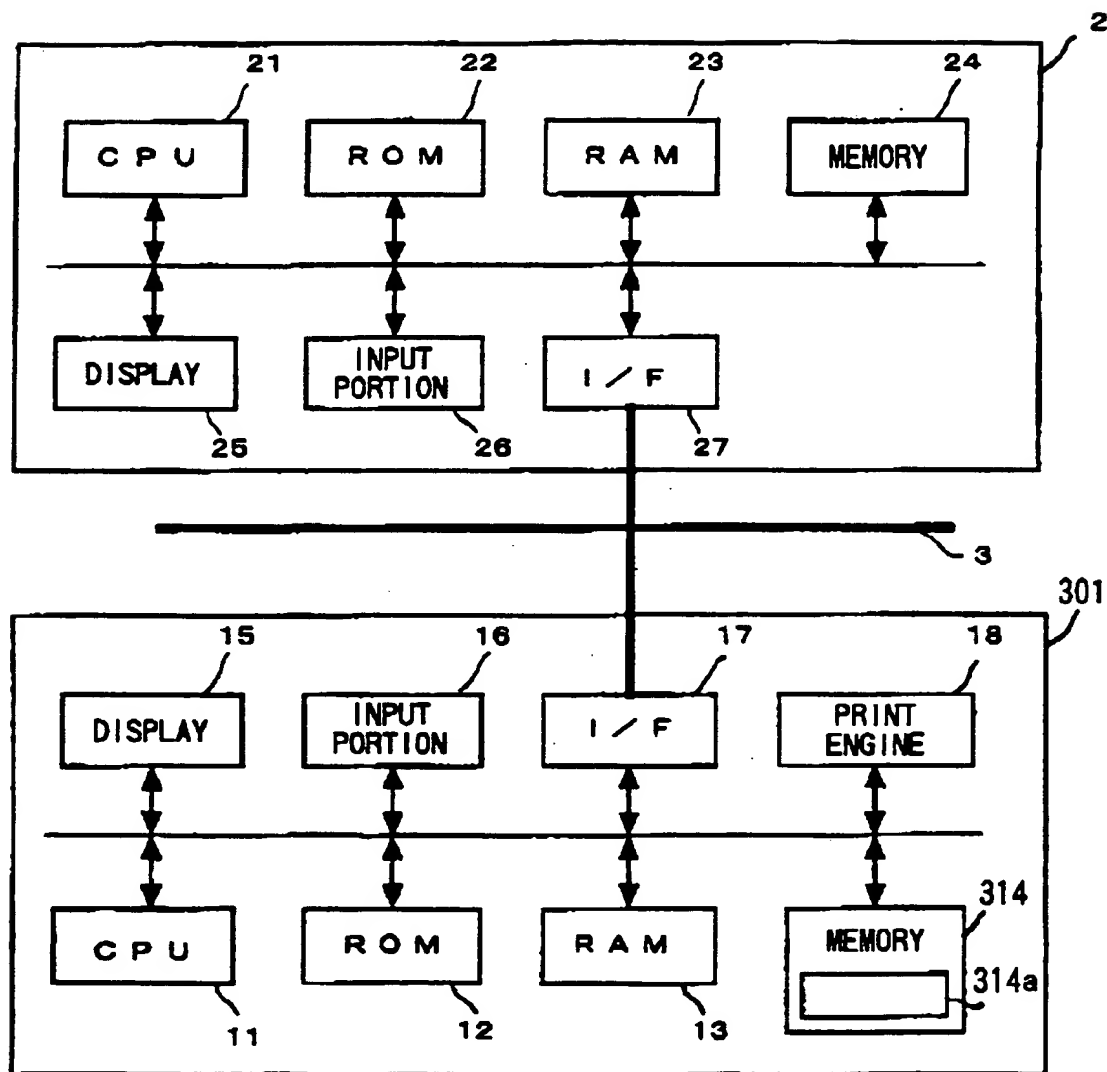 2
21 22 23 24
CPU ROM RAM MEMORY
DISPLAY INPUT PORTION I/F
25 26 27
3
301
15 16 17 18
DISPLAY INPUT PORTION I/F PRINT ENGINE
CPU ROM RAM MEMORY
314
314a
11 12 13